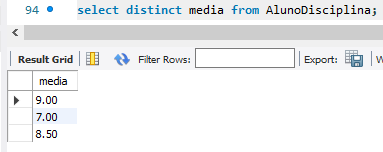 94 select distinct media from AlunoDisciplina;
Result Grid Filter Rows: Export:
media
9.00
7.00
8.50